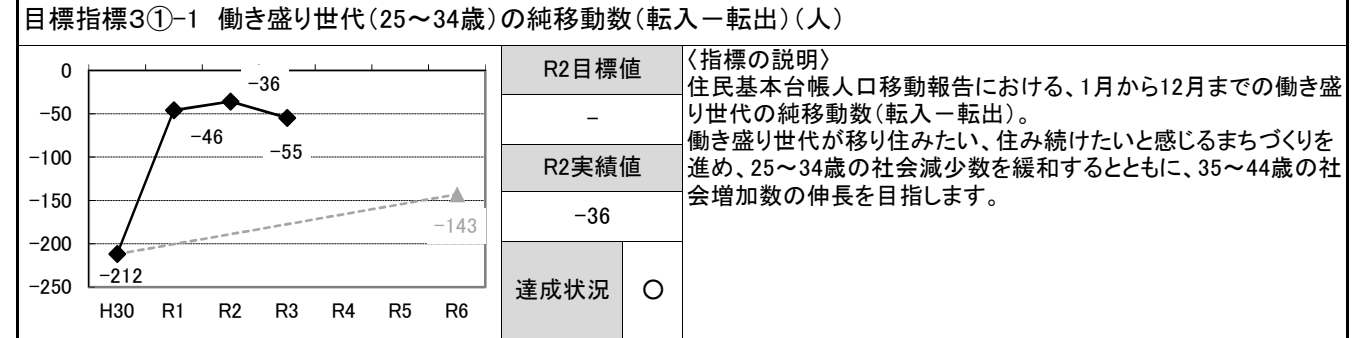 目標指標3①-1 働き盛り世代(25~34歳)の純移動数(転入-転出)(人)
0
-50
-100
-150
-200
-250
-212
-46
-36
-55
-143
H30 R1 R2 R3 R4 R5 R6
R2目標値
-
R2実績値
-36
達成状況 ○
〈指標の説明〉
住民基本台帳人口移動報告における、1月から12月までの働き盛
り世代の純移動数(転入-転出)。
働き盛り世代が移り住みたい、住み続けたいと感じるまちづくりを
進め、25~34歳の社会減少数を緩和するとともに、35~44歳の社
会増加数の伸長を目指します。